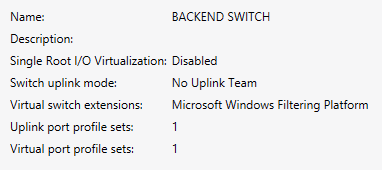 Name: BACKEND SWITCH
Description:
Single Root I/O Virtualization: Disabled
Switch uplink mode: No Uplink Team
Virtual switch extensions: Microsoft Windows Filtering Platform
Uplink port profile sets: 1
Virtual port profile sets: 1